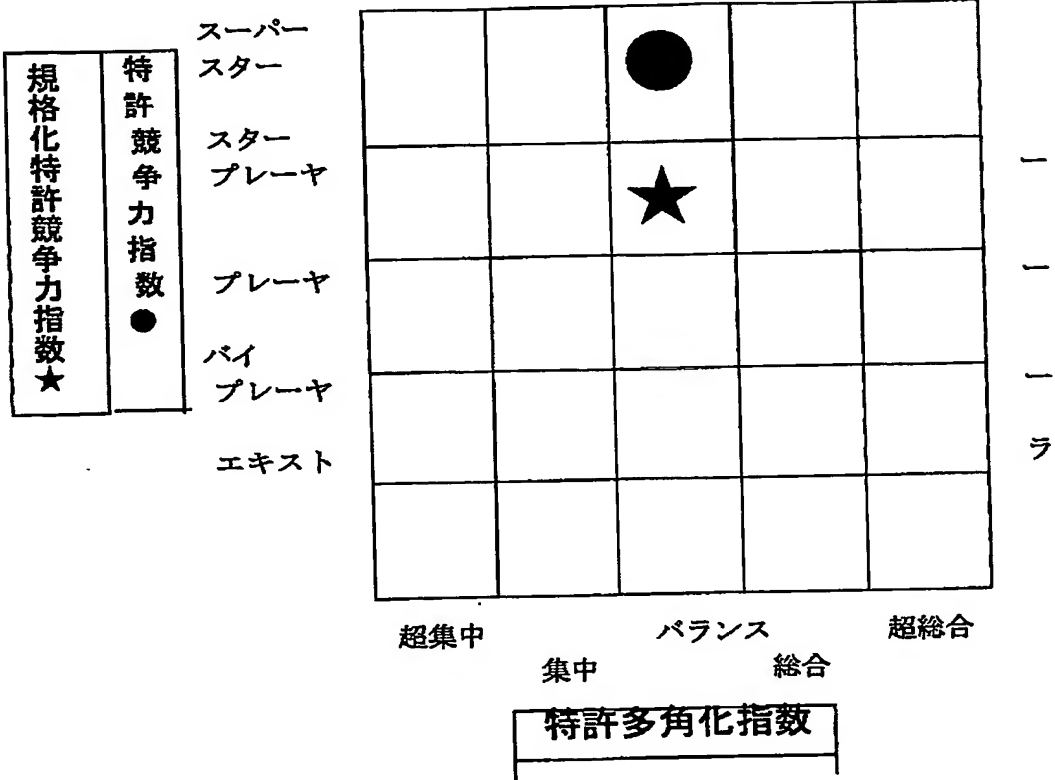 規格化特許競争力指数★
特許競争力指数●
スーパー
スター
スター
プレーヤ
ー
プレーヤ
ー
バイ
プレーヤ
ー
エキスト
ラ
超集中
集中
バランス
総合
超総合
特許多角化指数